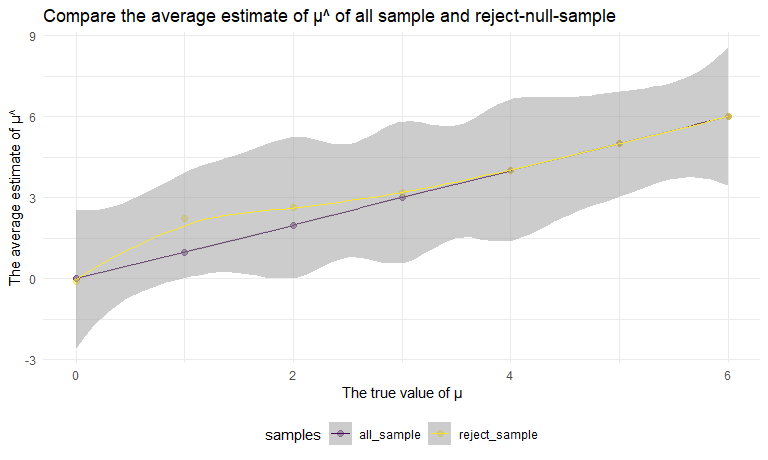 Compare the average estimate of µ^ of all sample and reject-null-sample
The average estimate of µ^
9
6
3
0
-3
0
2
4
6
The true value of µ
samples all_sample reject_sample